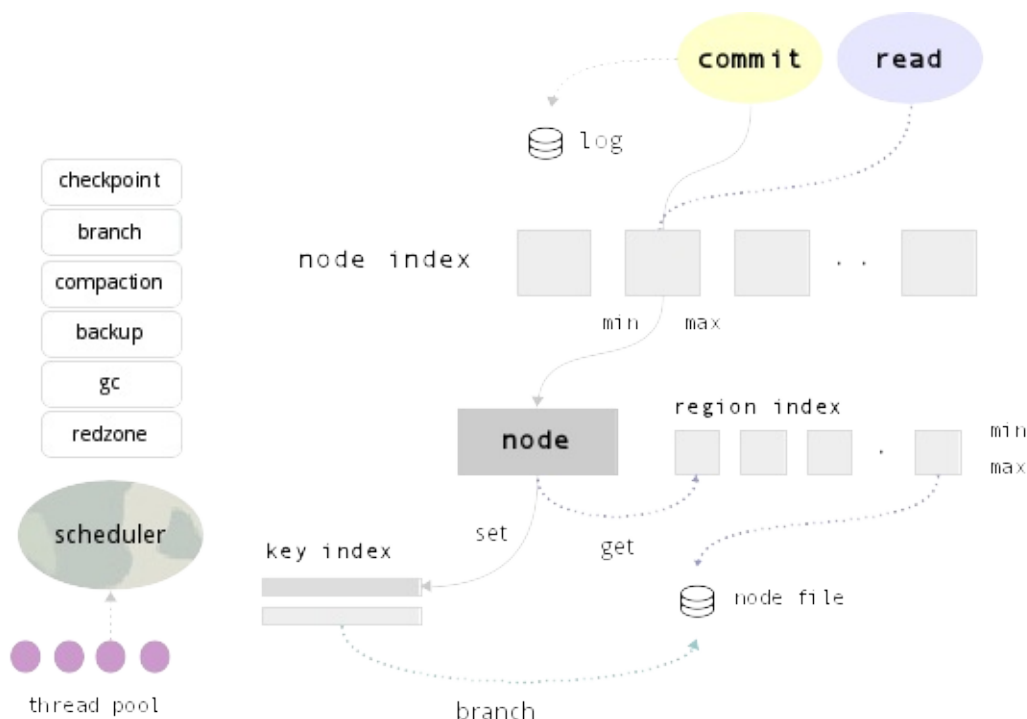 commit
read
log
checkpoint
branch
compaction
backup
gc
redzone
node index
min
max
region index
min
max
node
scheduler
set
get
key index
node file
thread pool
branch